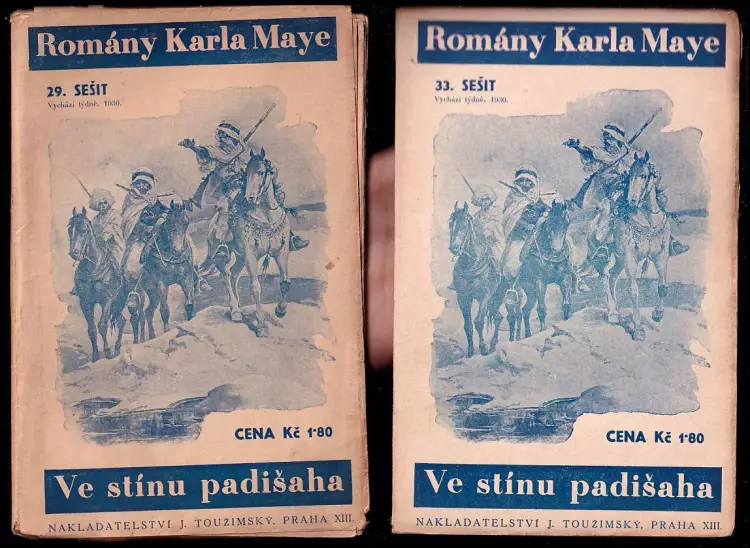 Romány Karla Maye
29. SEŠIT
Vychází týdně. 1930.
CENA Kč 1·80
Ve stínu padišaha
NAKLADATELSTVÍ J. TOUŽIMSKÝ, PRAHA XIII.
Romány Karla Maye
33. SEŠIT
Vychází týdně. 1930.
CENA Kč 1·80
Ve stínu padišaha
NAKLADATELSTVÍ J. TOUŽIMSKÝ, PRAHA XIII.